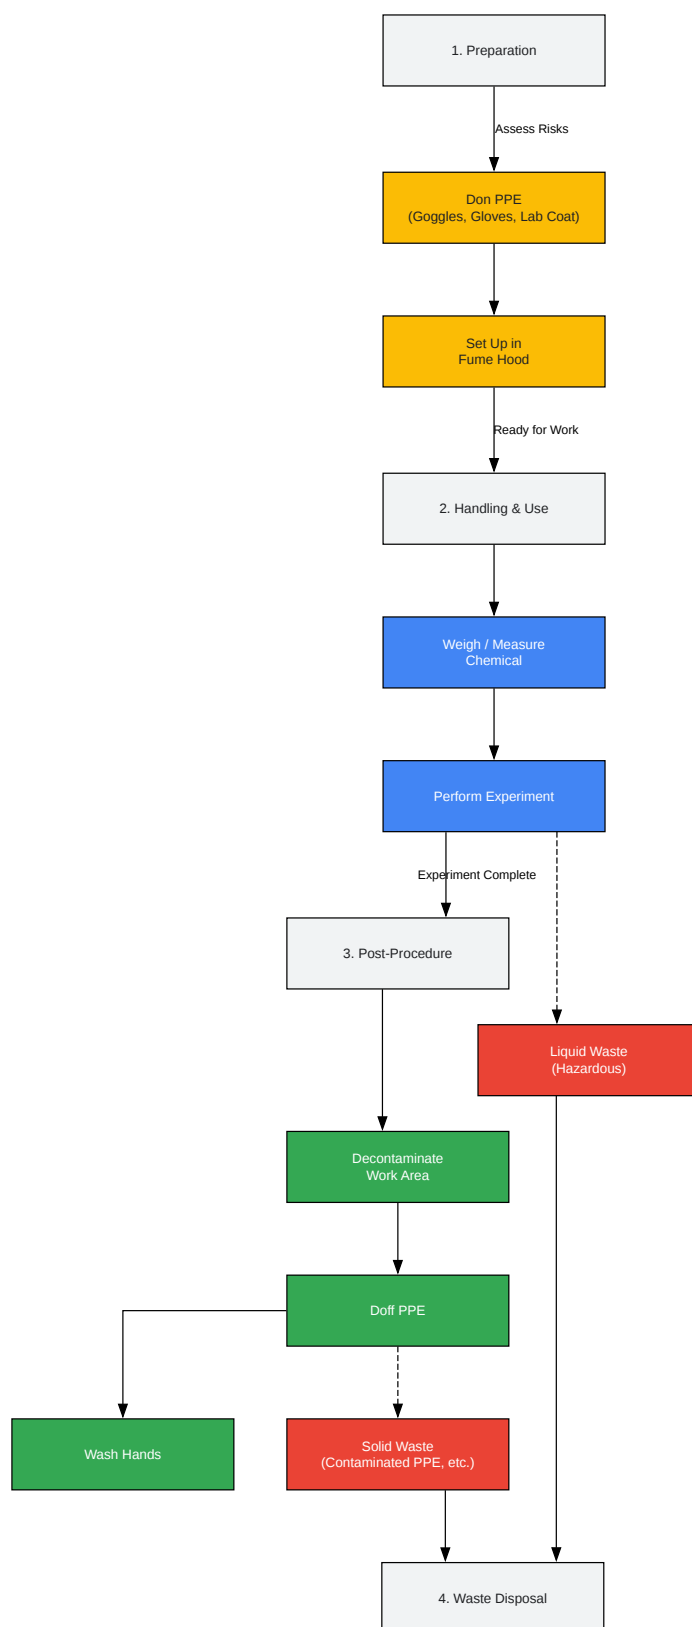 1. Preparation
Assess Risks
Don PPE
(Goggles, Gloves, Lab Coat)
Set Up in
Fume Hood
Ready for Work
2. Handling & Use
Weigh / Measure
Chemical
Perform Experiment
Experiment Complete
3. Post-Procedure
Liquid Waste
(Hazardous)
Decontaminate
Work Area
Doff PPE
Wash Hands
Solid Waste
(Contaminated PPE, etc.)
4. Waste Disposal